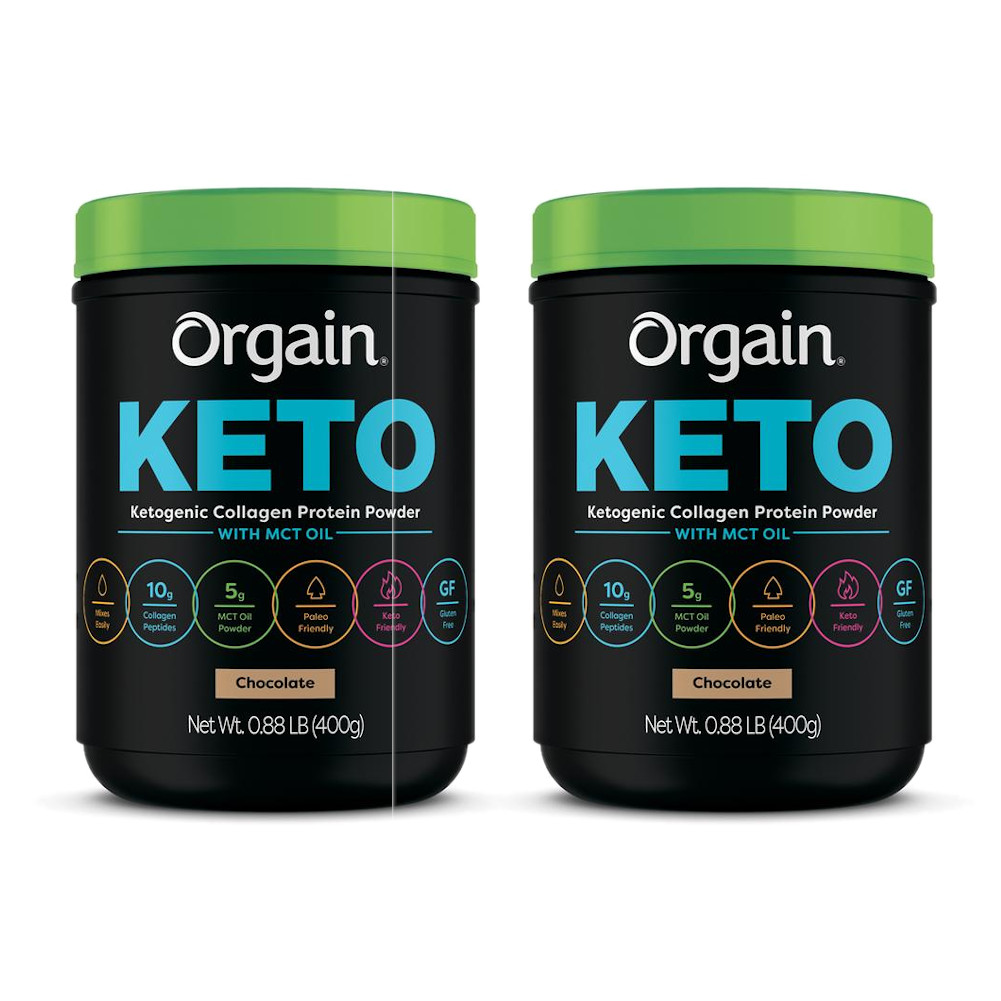 Orgain®
KETO
Ketogenic Collagen Protein Powder
WITH MCT OIL
Mixes Easily
10g Collagen Peptides
5g MCT Oil Powder
Paleo Friendly
Keto Friendly
GF Gluten Free
Chocolate
Net Wt. 0.88 LB (400g)
Orgain®
KETO
Ketogenic Collagen Protein Powder
WITH MCT OIL
Mixes Easily
10g Collagen Peptides
5g MCT Oil Powder
Paleo Friendly
Keto Friendly
GF Gluten Free
Chocolate
Net Wt. 0.88 LB (400g)